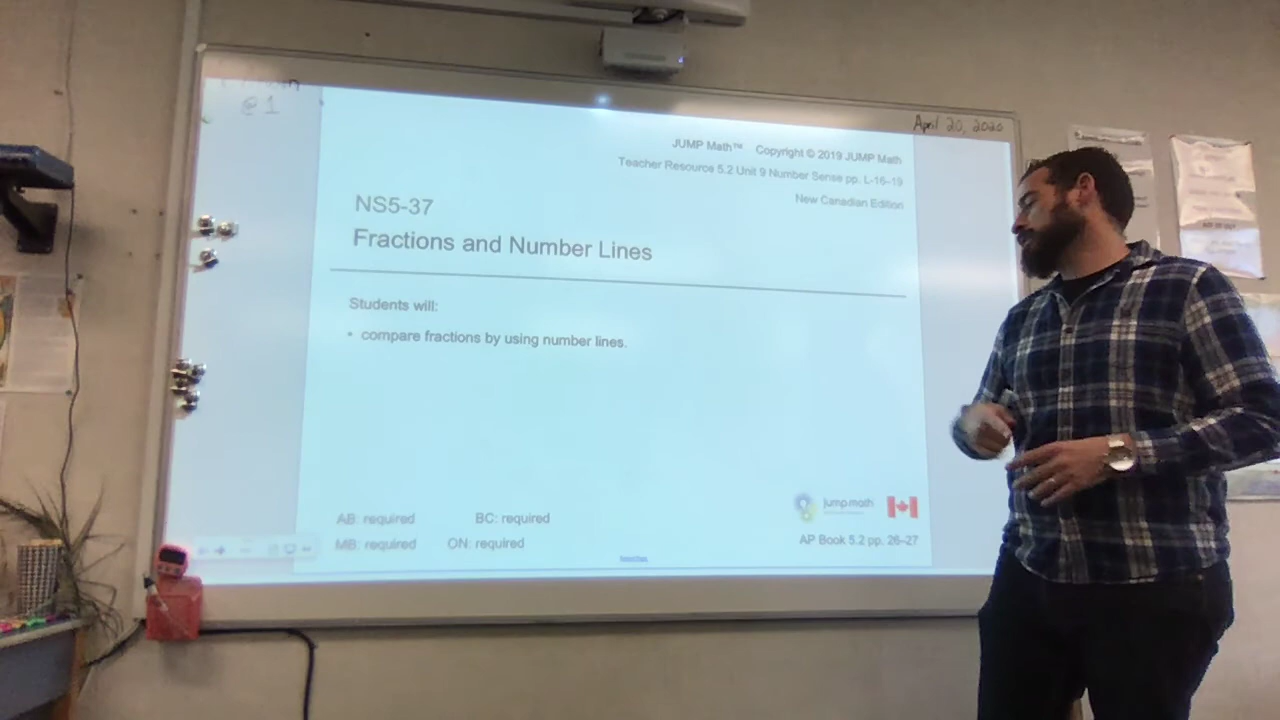 @ 1
April 20, 2020
JUMP Math™ Copyright © 2019 JUMP Math
Teacher Resource 5.2 Unit 9 Number Sense pp. L-16–19
New Canadian Edition
NS5-37
Fractions and Number Lines
Students will:
• compare fractions by using number lines.
jump math
AB: required BC: required
MB: required ON: required
AP Book 5.2 pp. 26–27